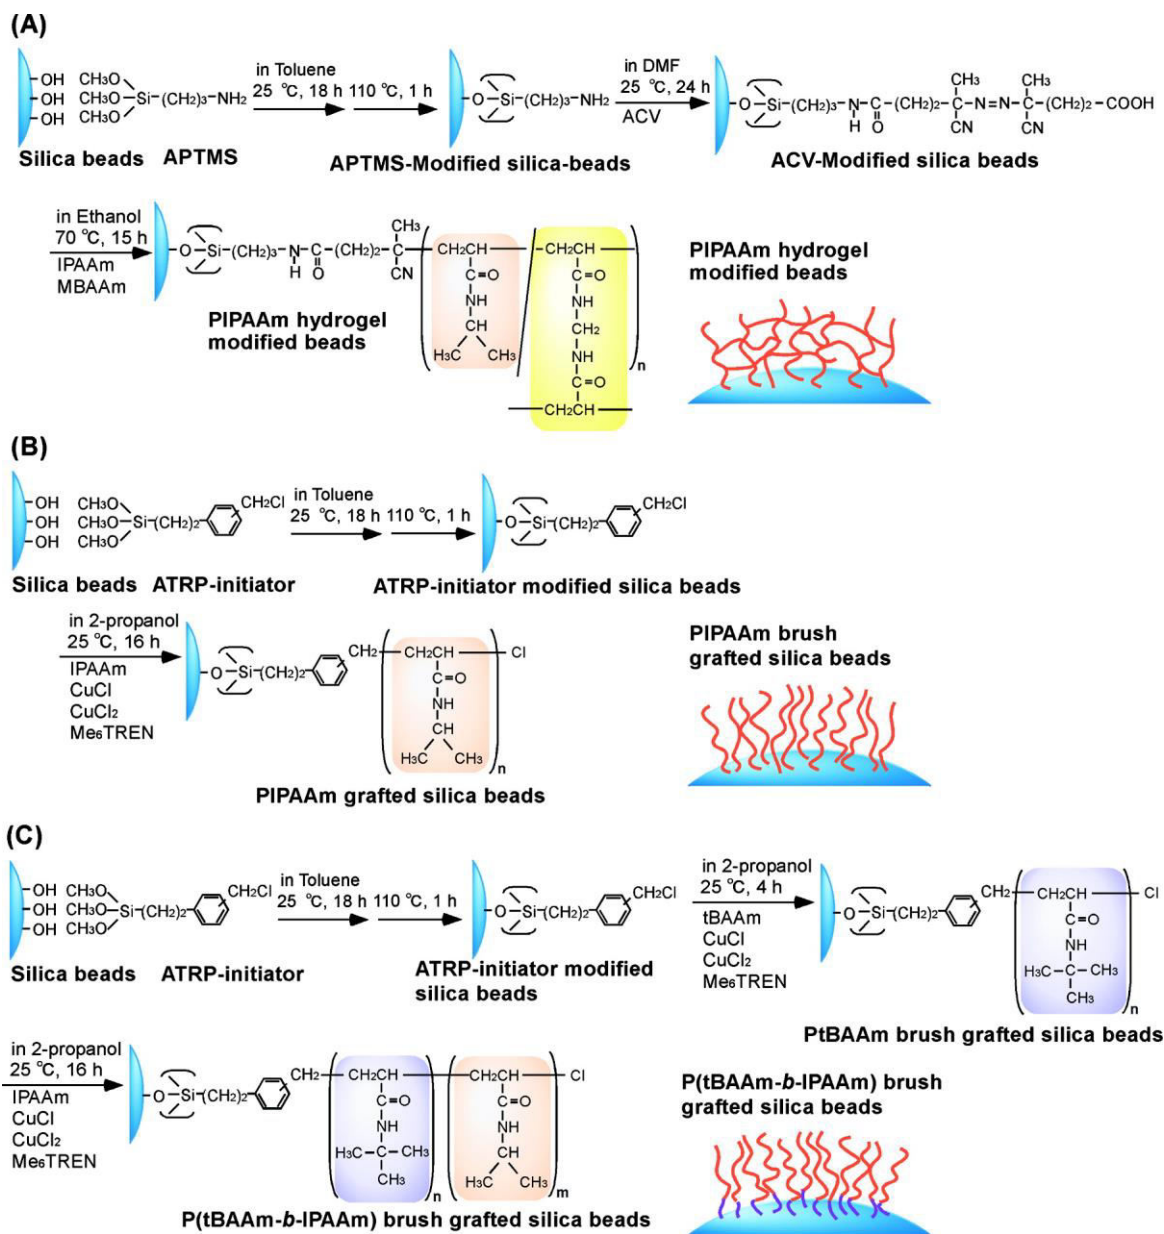 (A)
OH
OH
OH
CH3O
CH3O
CH3O
Si-(CH2)3-NH2
in Toluene
25 ℃, 18 h
110 ℃, 1 h
-O-Si-(CH2)3-NH2
in DMF
25 ℃, 24 h
ACV
-O-Si-(CH2)3-N-C-(CH2)2-C-N=N-C-(CH2)2-COOH
H
O
CH3
CN
CH3
CN
Silica beads
APTMS
APTMS-Modified silica-beads
ACV-Modified silica beads
in Ethanol
70 ℃, 15 h
IPAAm
MBAAm
-O-Si-(CH2)3-N-C-(CH2)2-C
H
O
CH3
CN
CH2CH
C=O
NH
CH
H3C
CH3
CH2CH
C=O
NH
CH2
NH
C=O
CH2CH
n
PIPAAm hydrogel
modified beads
PIPAAm hydrogel
modified beads
(B)
OH
OH
OH
CH3O
CH3O
CH3O
Si-(CH2)2
CH2Cl
in Toluene
25 ℃, 18 h
110 ℃, 1 h
-O-Si-(CH2)2
CH2Cl
Silica beads
ATRP-initiator
ATRP-initiator modified silica beads
in 2-propanol
25 ℃, 16 h
IPAAm
CuCl
CuCl2
Me6TREN
-O-Si-(CH2)2
CH2
CH2CH
Cl
C=O
NH
CH
H3C
CH3
n
PIPAAm grafted silica beads
PIPAAm brush
grafted silica beads
(C)
OH
OH
OH
CH3O
CH3O
CH3O
Si-(CH2)2
CH2Cl
in Toluene
25 ℃, 18 h
110 ℃, 1 h
-O-Si-(CH2)2
CH2Cl
in 2-propanol
25 ℃, 4 h
tBAAm
CuCl
CuCl2
Me6TREN
-O-Si-(CH2)2
CH2
CH2CH
Cl
C=O
NH
H3C-C-CH3
CH3
n
Silica beads
ATRP-initiator
ATRP-initiator modified
silica beads
PtBAAm brush grafted silica beads
in 2-propanol
25 ℃, 16 h
IPAAm
CuCl
CuCl2
Me6TREN
-O-Si-(CH2)2
CH2
CH2CH
C=O
NH
H3C-C-CH3
CH3
n
CH2CH
Cl
C=O
NH
CH
H3C
CH3
m
P(tBAAm-b-IPAAm) brush grafted silica beads
P(tBAAm-b-IPAAm) brush
grafted silica beads